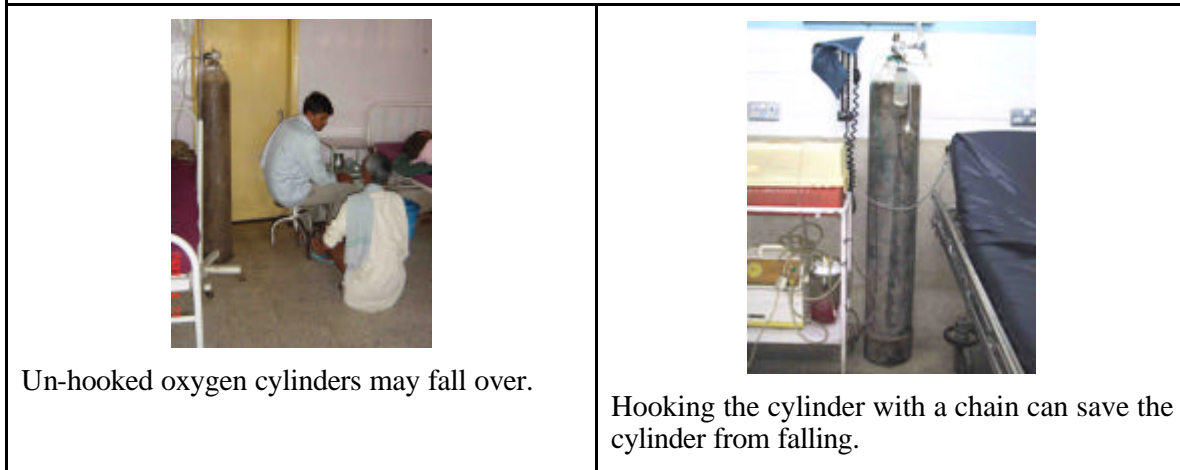 Un-hooked oxygen cylinders may fall over.
Hooking the cylinder with a chain can save the
cylinder from falling.